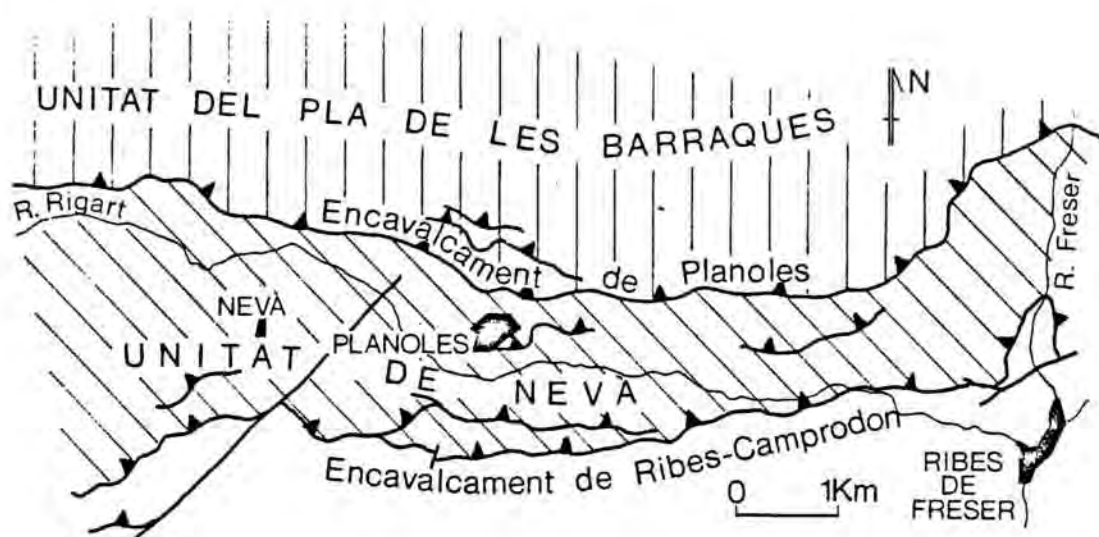 N
UNITAT DEL PLA DE LES BARRAQUES
R. Rigart
Encavalcament de Planoles
R. Freser
NEVÀ
PLANOLES
UNITAT DE NEVÀ
Encavalcament de Ribes-Camprodon
0 1Km
RIBES
DE
FRESER